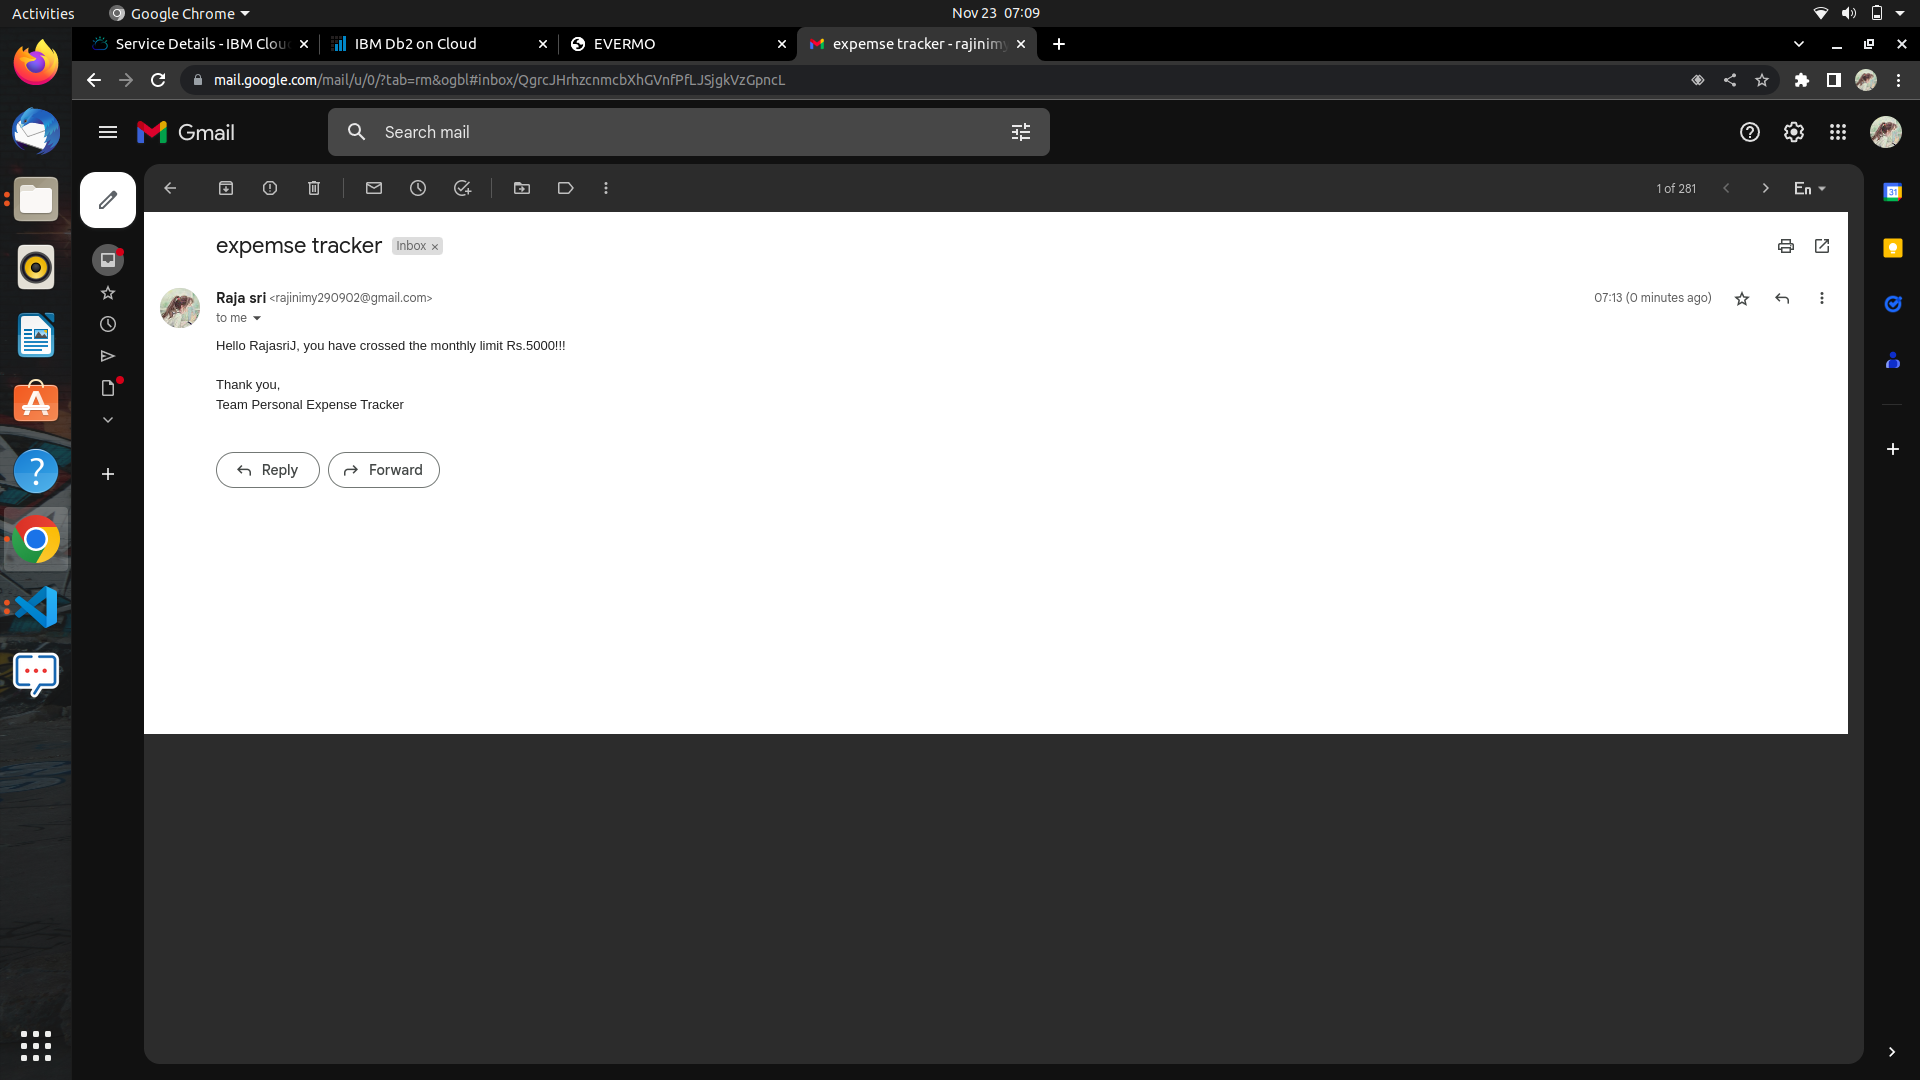 Activities
Google Chrome
Nov 23 07:09
Service Details - IBM Clou
IBM Db2 on Cloud
EVERMO
expemse tracker - rajinimy
mail.google.com/mail/u/0/?tab=rm&ogbl#inbox/QgrcJHrhzcnmcbXhGVnfPfLJSjgkVzGpncL
Gmail
Search mail
1 of 281
En
expemse tracker
Inbox ×
Raja sri <rajinimy290902@gmail.com>
07:13 (0 minutes ago)
to me
Hello RajasriJ, you have crossed the monthly limit Rs.5000!!!
Thank you,
Team Personal Expense Tracker
Reply
Forward
31